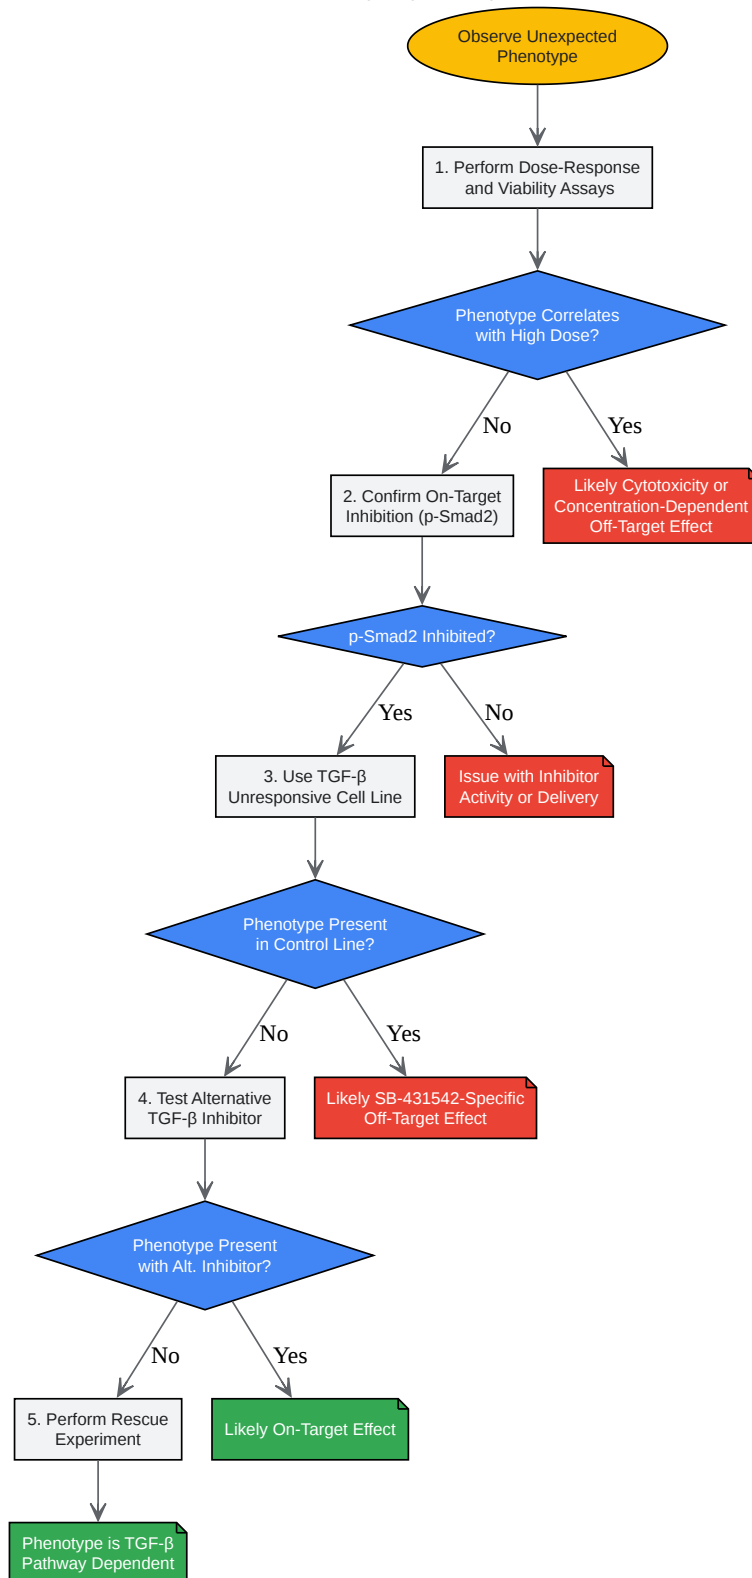 Observe Unexpected
Phenotype
1. Perform Dose-Response
and Viability Assays
Phenotype Correlates
with High Dose?
No
Yes
2. Confirm On-Target
Inhibition (p-Smad2)
Likely Cytotoxicity or
Concentration-Dependent
Off-Target Effect
p-Smad2 Inhibited?
Yes
No
3. Use TGF-β
Unresponsive Cell Line
Issue with Inhibitor
Activity or Delivery
Phenotype Present
in Control Line?
No
Yes
4. Test Alternative
TGF-β Inhibitor
Likely SB-431542-Specific
Off-Target Effect
Phenotype Present
with Alt. Inhibitor?
No
Yes
5. Perform Rescue
Experiment
Likely On-Target Effect
Phenotype is TGF-β
Pathway Dependent